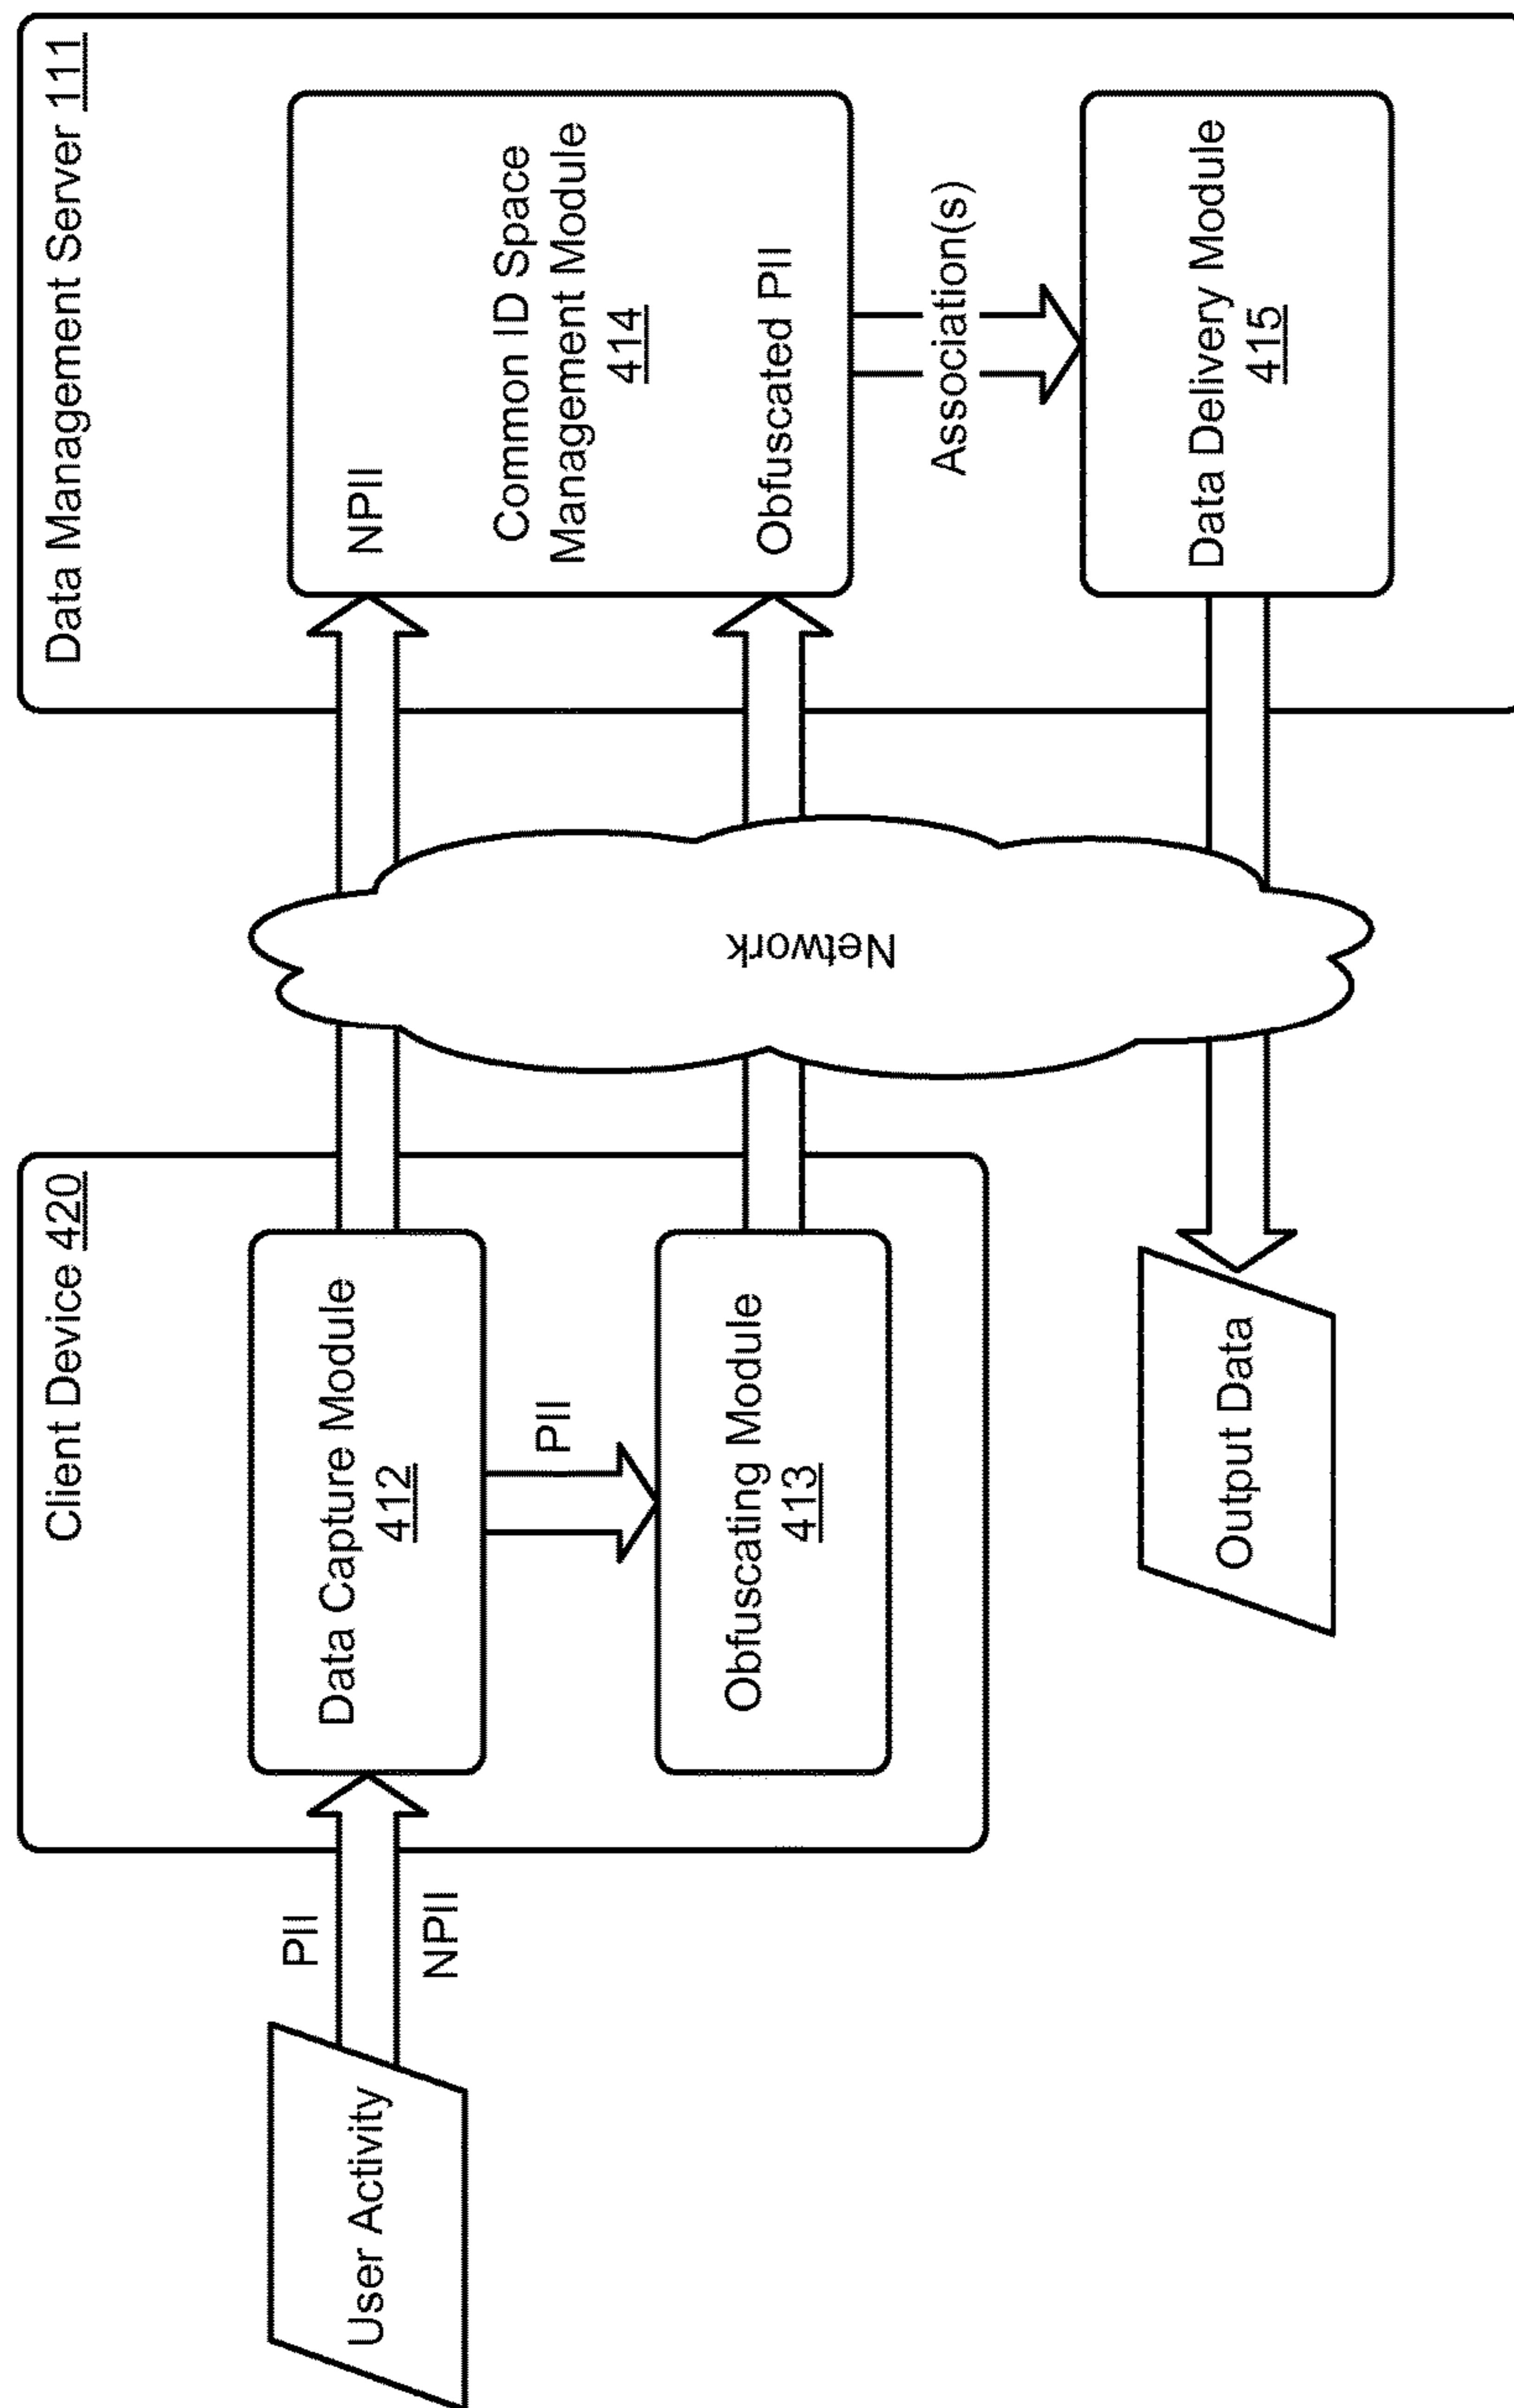 User Activity
PII
NPII
Client Device 420
Data Capture Module
412
PII
Obfuscating Module
413
Network
Data Management Server 111
NPII
Common ID Space
Management Module
414
Obfuscated PII
Association(s)
Data Delivery Module
415
Output Data